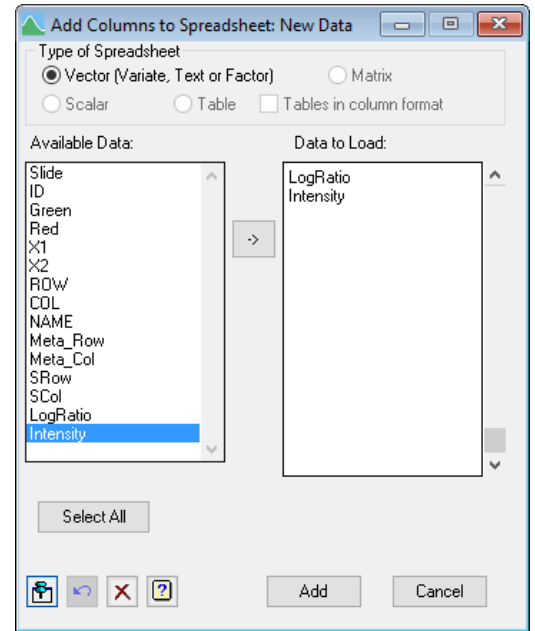 Add Columns to Spreadsheet: New Data
Type of Spreadsheet
Vector (Variate, Text or Factor)
Matrix
Scalar
Table
Tables in column format
Available Data:
Data to Load:
Slide
ID
Green
Red
X1
X2
ROW
COL
NAME
Meta_Row
Meta_Col
SRow
SCol
LogRatio
Intensity
->
LogRatio
Intensity
Select All
Add
Cancel